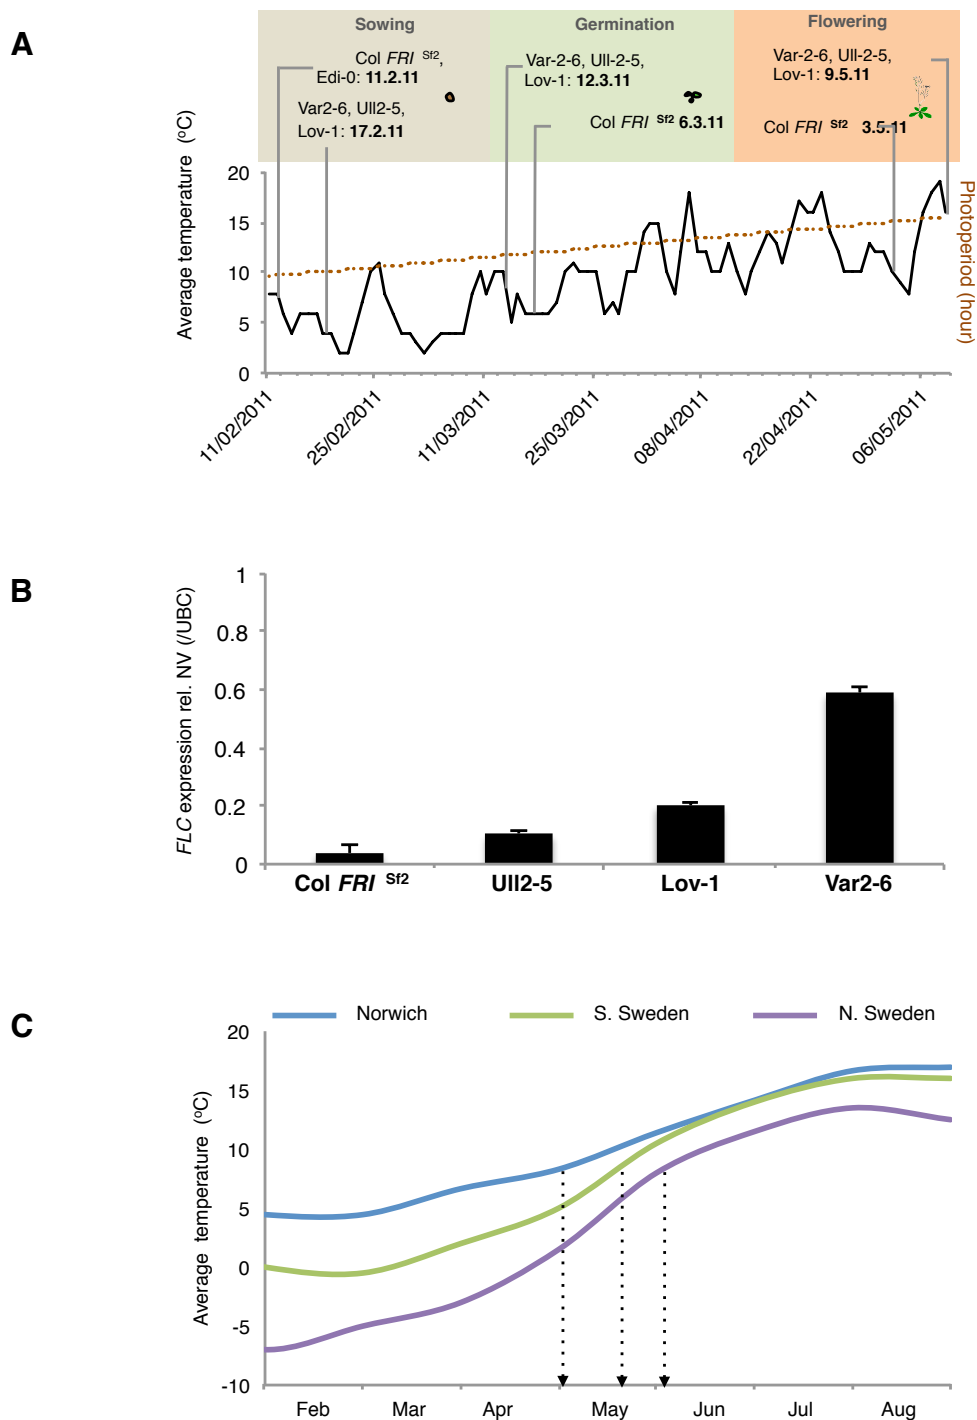 A
Sowing
Germination
Flowering
Col FRI Sf2,
Edi-0: 11.2.11
Var2-6, Ull2-5,
Lov-1: 17.2.11
Var-2-6, Ull-2-5,
Lov-1: 12.3.11
Col FRI Sf2 6.3.11
Var-2-6, Ull-2-5,
Lov-1: 9.5.11
Col FRI Sf2 3.5.11
Average temperature (oC)
20
15
10
5
0
Photoperiod (hour)
11/02/2011
25/02/2011
11/03/2011
25/03/2011
08/04/2011
22/04/2011
06/05/2011
B
FLC expression rel. NV (/UBC)
1
0.8
0.6
0.4
0.2
0
Col FRI Sf2
Ull2-5
Lov-1
Var2-6
C
Norwich
S. Sweden
N. Sweden
Average temperature (oC)
20
15
10
5
0
-5
-10
Feb
Mar
Apr
May
Jun
Jul
Aug